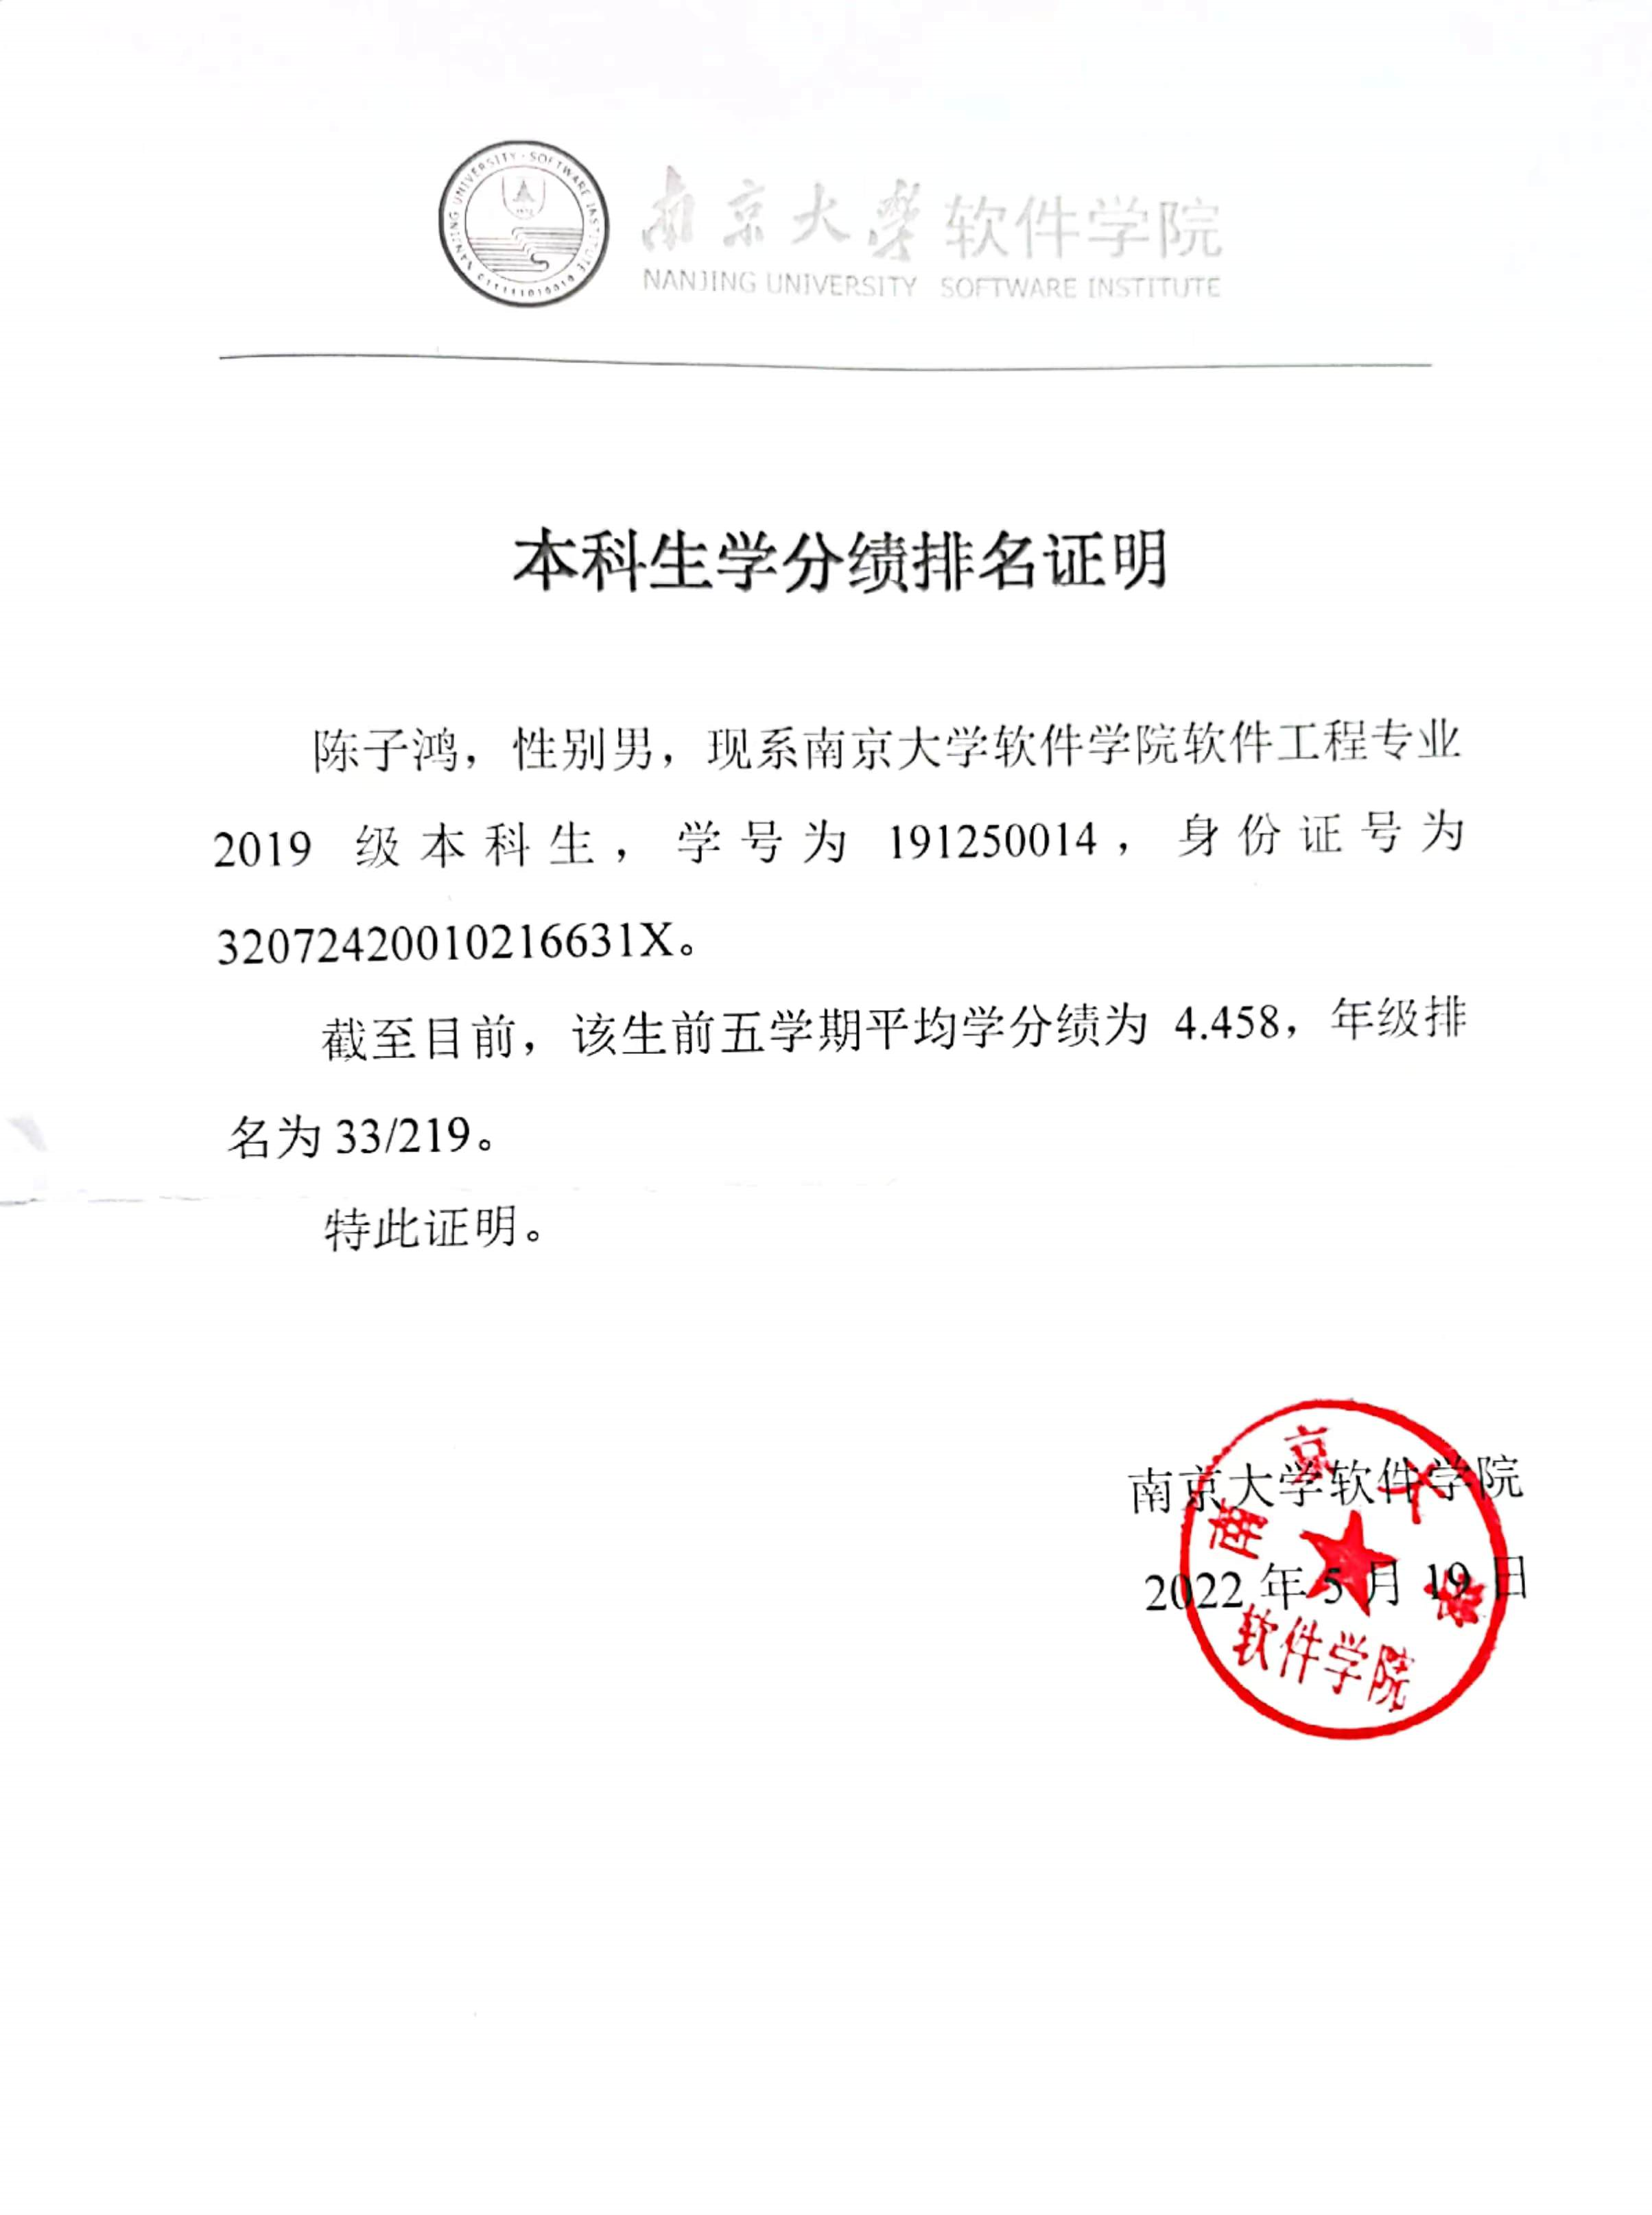 NANJING UNIVERSITY · SOFTWARE INSTITUTE
南京大學软件学院
NANJING UNIVERSITY SOFTWARE INSTITUTE
本科生学分绩排名证明
陈子鸿，性别男，现系南京大学软件学院软件工程专业
2019 级本科生，学号为 191250014，身份证号为
32072420010216631X。
截至目前，该生前五学期平均学分绩为 4.458，年级排
名为 33/219。
特此证明。
南京大学软件学院
2022 年 5 月 19 日
南京大学
软件学院